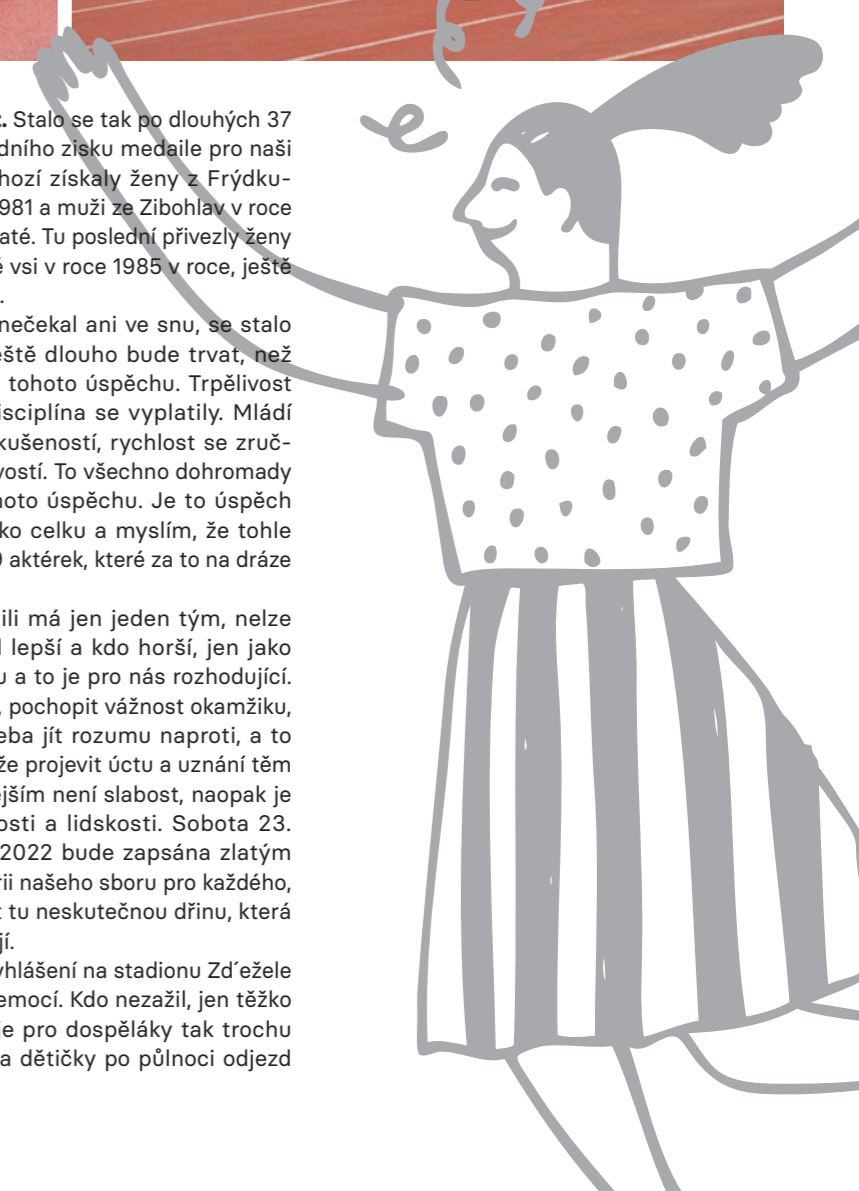 . Stalo se tak po dlouhých 37
dního zisku medaile pro naši
hozí získaly ženy z Frýdku-
981 a muži ze Zibohlav v roce
até. Tu poslední přivezly ženy
é vsi v roce 1985 v roce, ještě
.
nečekal ani ve snu, se stalo
eště dlouho bude trvat, než
tohoto úspěchu. Trpělivost
isciplína se vyplatily. Mládí
kušeností, rychlost se zruč-
vostí. To všechno dohromady
hoto úspěchu. Je to úspěch
ko celku a myslím, že tohle
aktérek, které za to na dráze
ili má jen jeden tým, nelze
l lepší a kdo horší, jen jako
u a to je pro nás rozhodující.
, pochopit vážnost okamžiku,
eba jít rozumu naproti, a to
že projevit úctu a uznání těm
ejším není slabost, naopak je
osti a lidskosti. Sobota 23.
2022 bude zapsána zlatým
rii našeho sboru pro každého,
t tu neskutečnou dřinu, která
jí.
yhlášení na stadionu Zd´ežele
emocí. Kdo nezažil, jen těžko
je pro dospěláky tak trochu
a dětičky po půlnoci odjezd